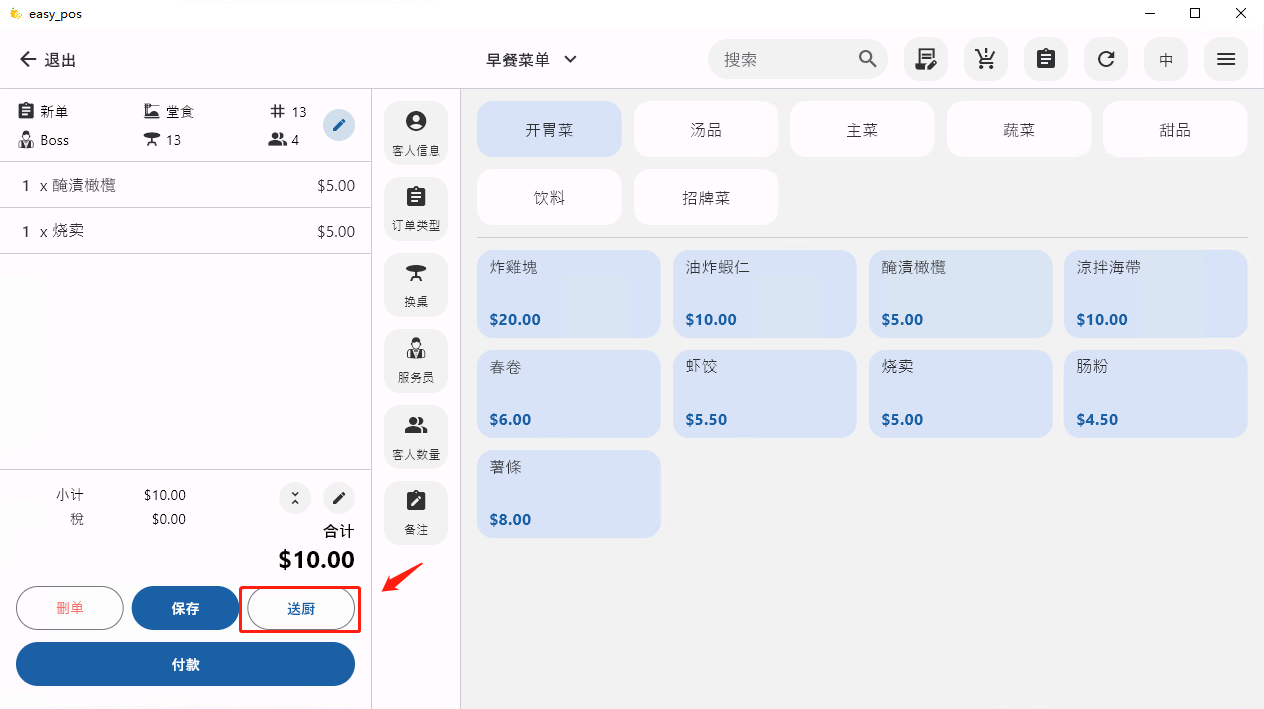 easy_pos
退出
早餐菜单
搜索
中
新单
堂食
13
Boss
13
4
1 x 醃漬橄欖 $5.00
1 x 烧卖 $5.00
小计 $10.00
稅 $0.00
合计
$10.00
刪单
保存
送厨
付款
客人信息
订单类型
换桌
服务员
客人数量
备注
开胃菜
汤品
主菜
蔬菜
甜品
饮料
招牌菜
炸雞塊
$20.00
油炸蝦仁
$10.00
醃漬橄欖
$5.00
涼拌海帶
$10.00
春卷
$6.00
虾饺
$5.50
烧卖
$5.00
肠粉
$4.50
薯條
$8.00